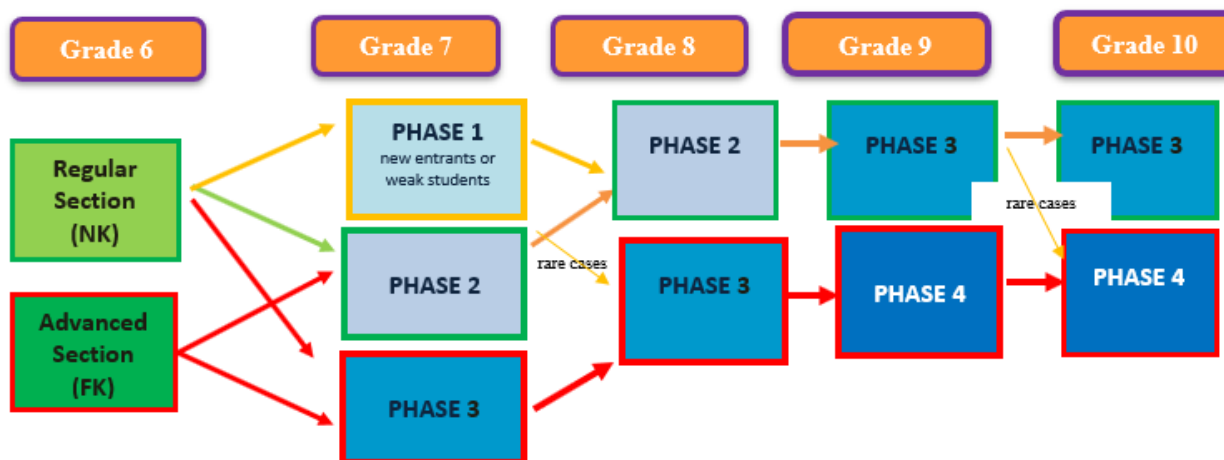 Grade 6
Grade 7
Grade 8
Grade 9
Grade 10
Regular
Section
(NK)
Advanced
Section
(FK)
PHASE 1
new entrants or
weak students
PHASE 2
PHASE 3
rare cases
PHASE 2
PHASE 3
PHASE 3
PHASE 4
rare cases
PHASE 3
PHASE 4